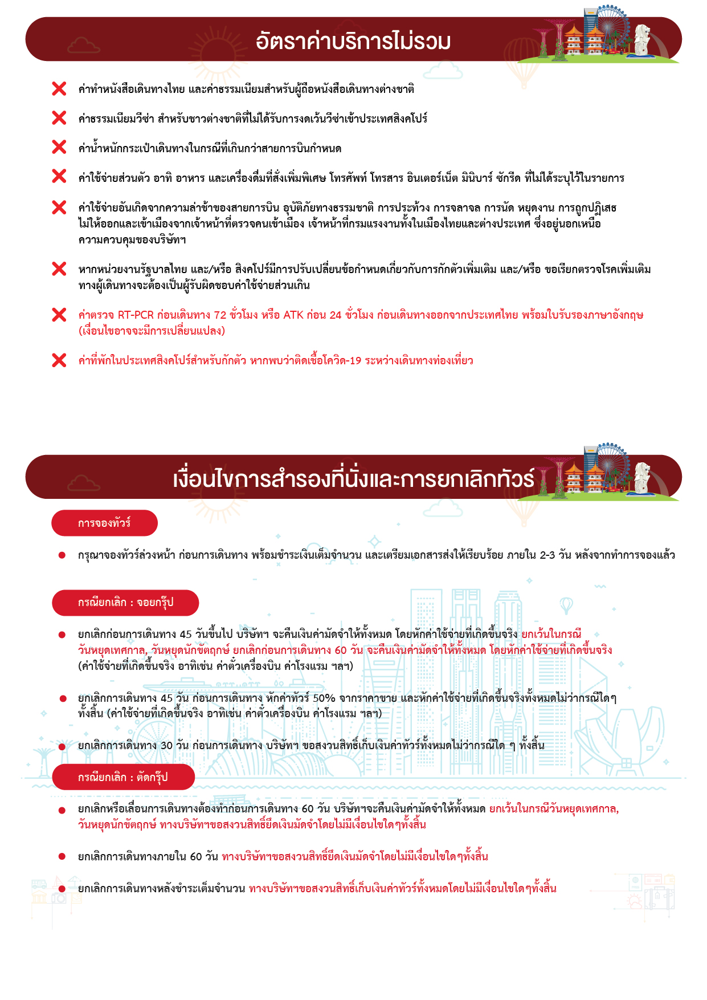 อัตราค่าบริการไม่รวม
ค่าทำหนังสือเดินทางไทย และค่าธรรมเนียมสำหรับผู้ถือหนังสือเดินทางต่างชาติ
ค่าธรรมเนียมวีซ่า สำหรับชาวต่างชาติที่ไม่ได้รับการงดเว้นวีซ่าเข้าประเทศสิงคโปร์
ค่าน้ำหนักกระเป๋าเดินทางในกรณีที่เกินกว่าสายการบินกำหนด
ค่าใช้จ่ายส่วนตัว อาทิ อาหาร และเครื่องดื่มที่สั่งเพิ่มพิเศษ โทรศัพท์ โทรสาร อินเตอร์เน็ต มินิบาร์ ซักรีด ที่ไม่ได้ระบุไว้ในรายการ
ค่าใช้จ่ายอันเกิดจากความล่าช้าของสายการบิน อุบัติภัยทางธรรมชาติ การประท้วง การจลาจล การนัด หยุดงาน การถูกปฏิเสธ
ไม่ให้ออกและเข้าเมืองจากเจ้าหน้าที่ตรวจคนเข้าเมือง เจ้าหน้าที่กรมแรงงานทั้งในเมืองไทยและต่างประเทศ ซึ่งอยู่นอกเหนือ
ความควบคุมของบริษัทฯ
หากหน่วยงานรัฐบาลไทย และ/หรือ สิงคโปร์มีการปรับเปลี่ยนข้อกำหนดเกี่ยวกับการกักตัวเพิ่มเติม และ/หรือ ขอเรียกตรวจโรคเพิ่มเติม
ทางผู้เดินทางจะต้องเป็นผู้รับผิดชอบค่าใช้จ่ายส่วนเกิน
ค่าตรวจ RT-PCR ก่อนเดินทาง 72 ชั่วโมง หรือ ATK ก่อน 24 ชั่วโมง ก่อนเดินทางออกจากประเทศไทย พร้อมใบรับรองภาษาอังกฤษ
(เงื่อนไขอาจจะมีการเปลี่ยนแปลง)
ค่าที่พักในประเทศสิงคโปร์สำหรับกักตัว หากพบว่าติดเชื้อโควิด-19 ระหว่างเดินทางท่องเที่ยว
เงื่อนไขการสำรองที่นั่งและการยกเลิกทัวร์
การจองทัวร์
กรุณาจองทัวร์ล่วงหน้า ก่อนการเดินทาง พร้อมชำระเงินเต็มจำนวน และเตรียมเอกสารส่งให้เรียบร้อย ภายใน 2-3 วัน หลังจากทำการจองแล้ว
กรณียกเลิก : จอยกรุ๊ป
ยกเลิกก่อนการเดินทาง 45 วันขึ้นไป บริษัทฯ จะคืนเงินค่ามัดจำให้ทั้งหมด โดยหักค่าใช้จ่ายที่เกิดขึ้นจริง ยกเว้นในกรณี
วันหยุดเทศกาล, วันหยุดนักขัตฤกษ์ ยกเลิกก่อนการเดินทาง 60 วัน จะคืนเงินค่ามัดจำให้ทั้งหมด โดยหักค่าใช้จ่ายที่เกิดขึ้นจริง
(ค่าใช้จ่ายที่เกิดขึ้นจริง อาทิเช่น ค่าตั๋วเครื่องบิน ค่าโรงแรม ฯลฯ)
ยกเลิกการเดินทาง 45 วัน ก่อนการเดินทาง หักค่าทัวร์ 50% จากราคาขาย และหักค่าใช้จ่ายที่เกิดขึ้นจริงทั้งหมดไม่ว่ากรณีใดๆ
ทั้งสิ้น (ค่าใช้จ่ายที่เกิดขึ้นจริง อาทิเช่น ค่าตั๋วเครื่องบิน ค่าโรงแรม ฯลฯ)
ยกเลิกการเดินทาง 30 วัน ก่อนการเดินทาง บริษัทฯ ขอสงวนสิทธิ์เก็บเงินค่าทัวร์ทั้งหมดไม่ว่ากรณีใด ๆ ทั้งสิ้น
กรณียกเลิก : ตัดกรุ๊ป
ยกเลิกหรือเลื่อนการเดินทางต้องทำก่อนการเดินทาง 60 วัน บริษัทฯจะคืนเงินค่ามัดจำให้ทั้งหมด ยกเว้นในกรณีวันหยุดเทศกาล,
วันหยุดนักขัตฤกษ์ ทางบริษัทฯขอสงวนสิทธิ์ยึดเงินมัดจำโดยไม่มีเงื่อนไขใดๆทั้งสิ้น
ยกเลิกการเดินทางภายใน 60 วัน ทางบริษัทฯขอสงวนสิทธิ์ยึดเงินมัดจำโดยไม่มีเงื่อนไขใดๆทั้งสิ้น
ยกเลิกการเดินทางหลังชำระเต็มจำนวน ทางบริษัทฯขอสงวนสิทธิ์เก็บเงินค่าทัวร์ทั้งหมดโดยไม่มีเงื่อนไขใดๆทั้งสิ้น